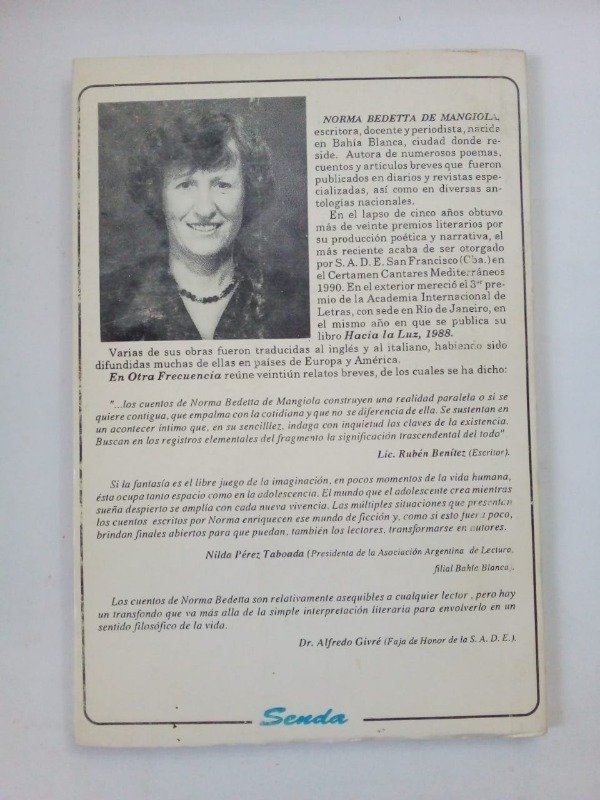 NORMA BEDETTA DE MANGIOLA,
escritora, docente y periodista, nacida
en Bahía Blanca, ciudad donde re-
side. Autora de numerosos poemas,
cuentos y artículos breves que fueron
publicados en diarios y revistas espe-
cializadas, así como en diversas an-
tologías nacionales.
En el lapso de cinco años obtuvo
más de veinte premios literarios por
su producción poética y narrativa, el
más reciente acaba de ser otorgado
por S. A. D. E. San Francisco (Cba.) en
el Certamen Cantares Mediterráneos
1990. En el exterior mereció el 3er pre-
mio de la Academia Internacional de
Letras, con sede en Río de Janeiro, en
el mismo año en que se publica su
libro Hacia la Luz, 1988.
Varias de sus obras fueron traducidas al inglés y al italiano, habiendo sido
difundidas muchas de ellas en países de Europa y América.
En Otra Frecuencia reúne veintiún relatos breves, de los cuales se ha dicho:
"...los cuentos de Norma Bedetta de Mangiola construyen una realidad paralela o si se
quiere contigua, que empalma con la cotidiana y que no se diferencia de ella. Se sustentan en
un acontecer íntimo que, en su sencillez, indaga con inquietud las claves de la existencia.
Buscan en los registros elementales del fragmento la significación trascendental del todo".
Lic. Rubén Benítez (Escritor).
Si la fantasía es el libre juego de la imaginación, en pocos momentos de la vida humana,
ésta ocupa tanto espacio como en la adolescencia. El mundo que el adolescente crea mientras
sueña despierto se amplía con cada nueva vivencia. Las múltiples situaciones que presentan
los cuentos escritos por Norma enriquecen ese mundo de ficción y, como si esto fuera poco,
brindan finales abiertos para que puedan, también los lectores, transformarse en autores.
Nilda Pérez Taboada (Presidenta de la Asociación Argentina de Lectura,
filial Bahía Blanca).
Los cuentos de Norma Bedetta son relativamente asequibles a cualquier lector, pero hay
un transfondo que va más alla de la simple interpretación literaria para envolverlo en un
sentido filosófico de la vida.
Dr. Alfredo Givré (Faja de Honor de la S. A. D. E.).
Senda